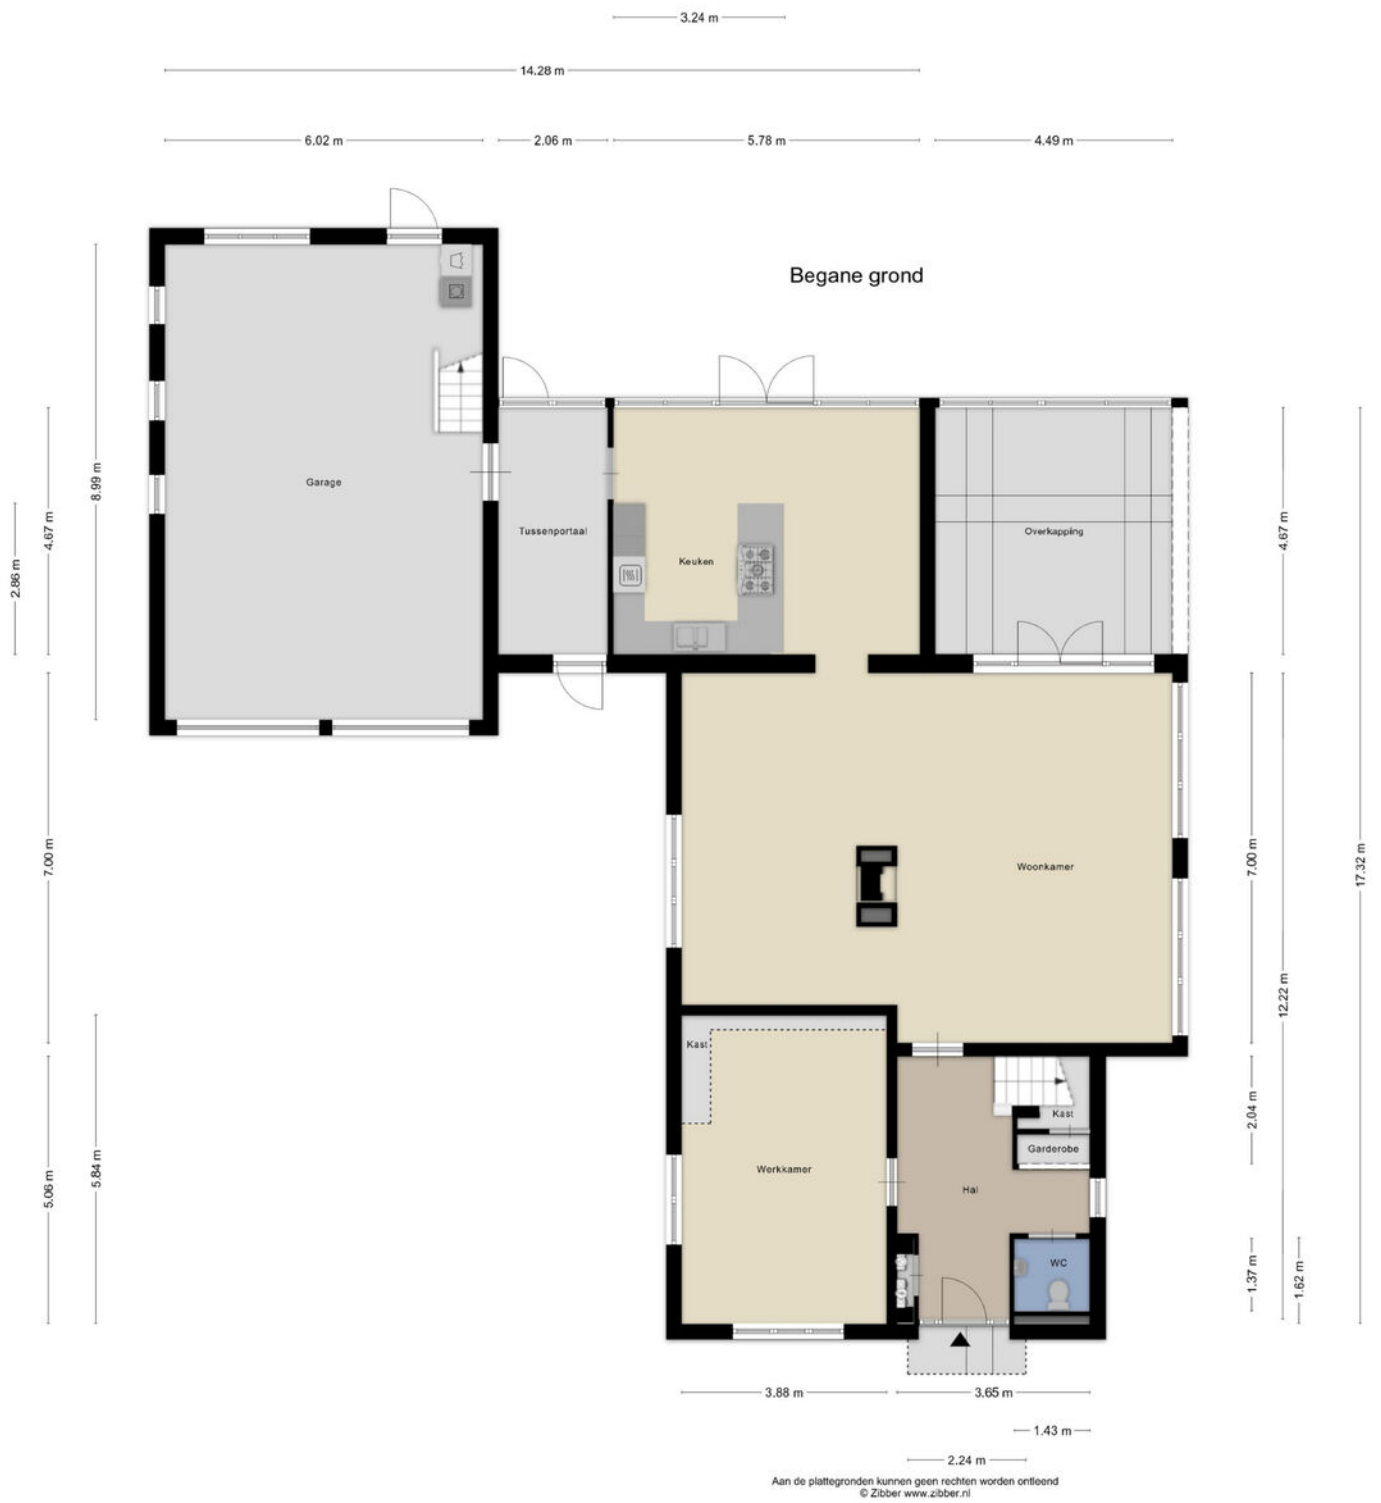 3.24 m
14.28 m
6.02 m
2.06 m
5.78 m
4.49 m
Begane grond
8.99 m
4.67 m
2.86 m
Garage
Tussenportaal
Keuken
Overkapping
4.67 m
17.32 m
7.00 m
Woonkamer
7.00 m
12.22 m
Kast
Kast
2.04 m
Garderobe
5.84 m
5.06 m
Werkkamer
Hal
WC
1.37 m
1.62 m
3.88 m
3.65 m
1.43 m
2.24 m
Aan de plattegronden kunnen geen rechten worden ontleend
© Zibber www.zibber.nl